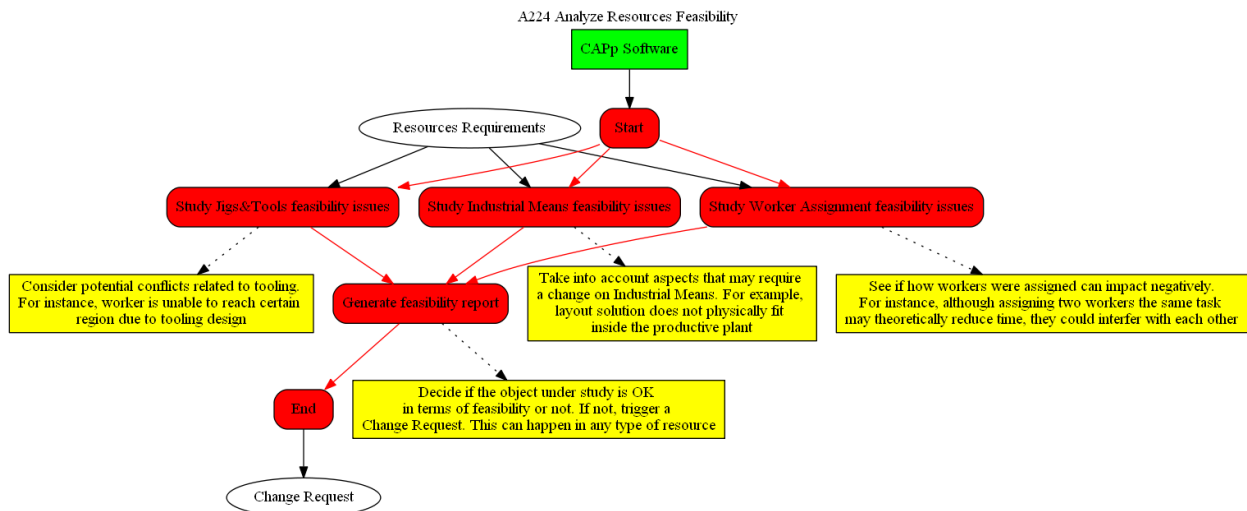 A224 Analyze Resources Feasibility
CAPp Software
Resources Requirements
Start
Study Jigs&Tools feasibility issues
Study Industrial Means feasibility issues
Study Worker Assignment feasibility issues
Consider potential conflicts related to tooling.
For instance, worker is unable to reach certain
region due to tooling design
Generate feasibility report
Take into account aspects that may require
a change on Industrial Means. For example,
layout solution does not physically fit
inside the productive plant
See if how workers were assigned can impact negatively.
For instance, although assigning two workers the same task
may theoretically reduce time, they could interfer with each other
End
Decide if the object under study is OK
in terms of feasibility or not. If not, trigger a
Change Request. This can happen in any type of resource
Change Request